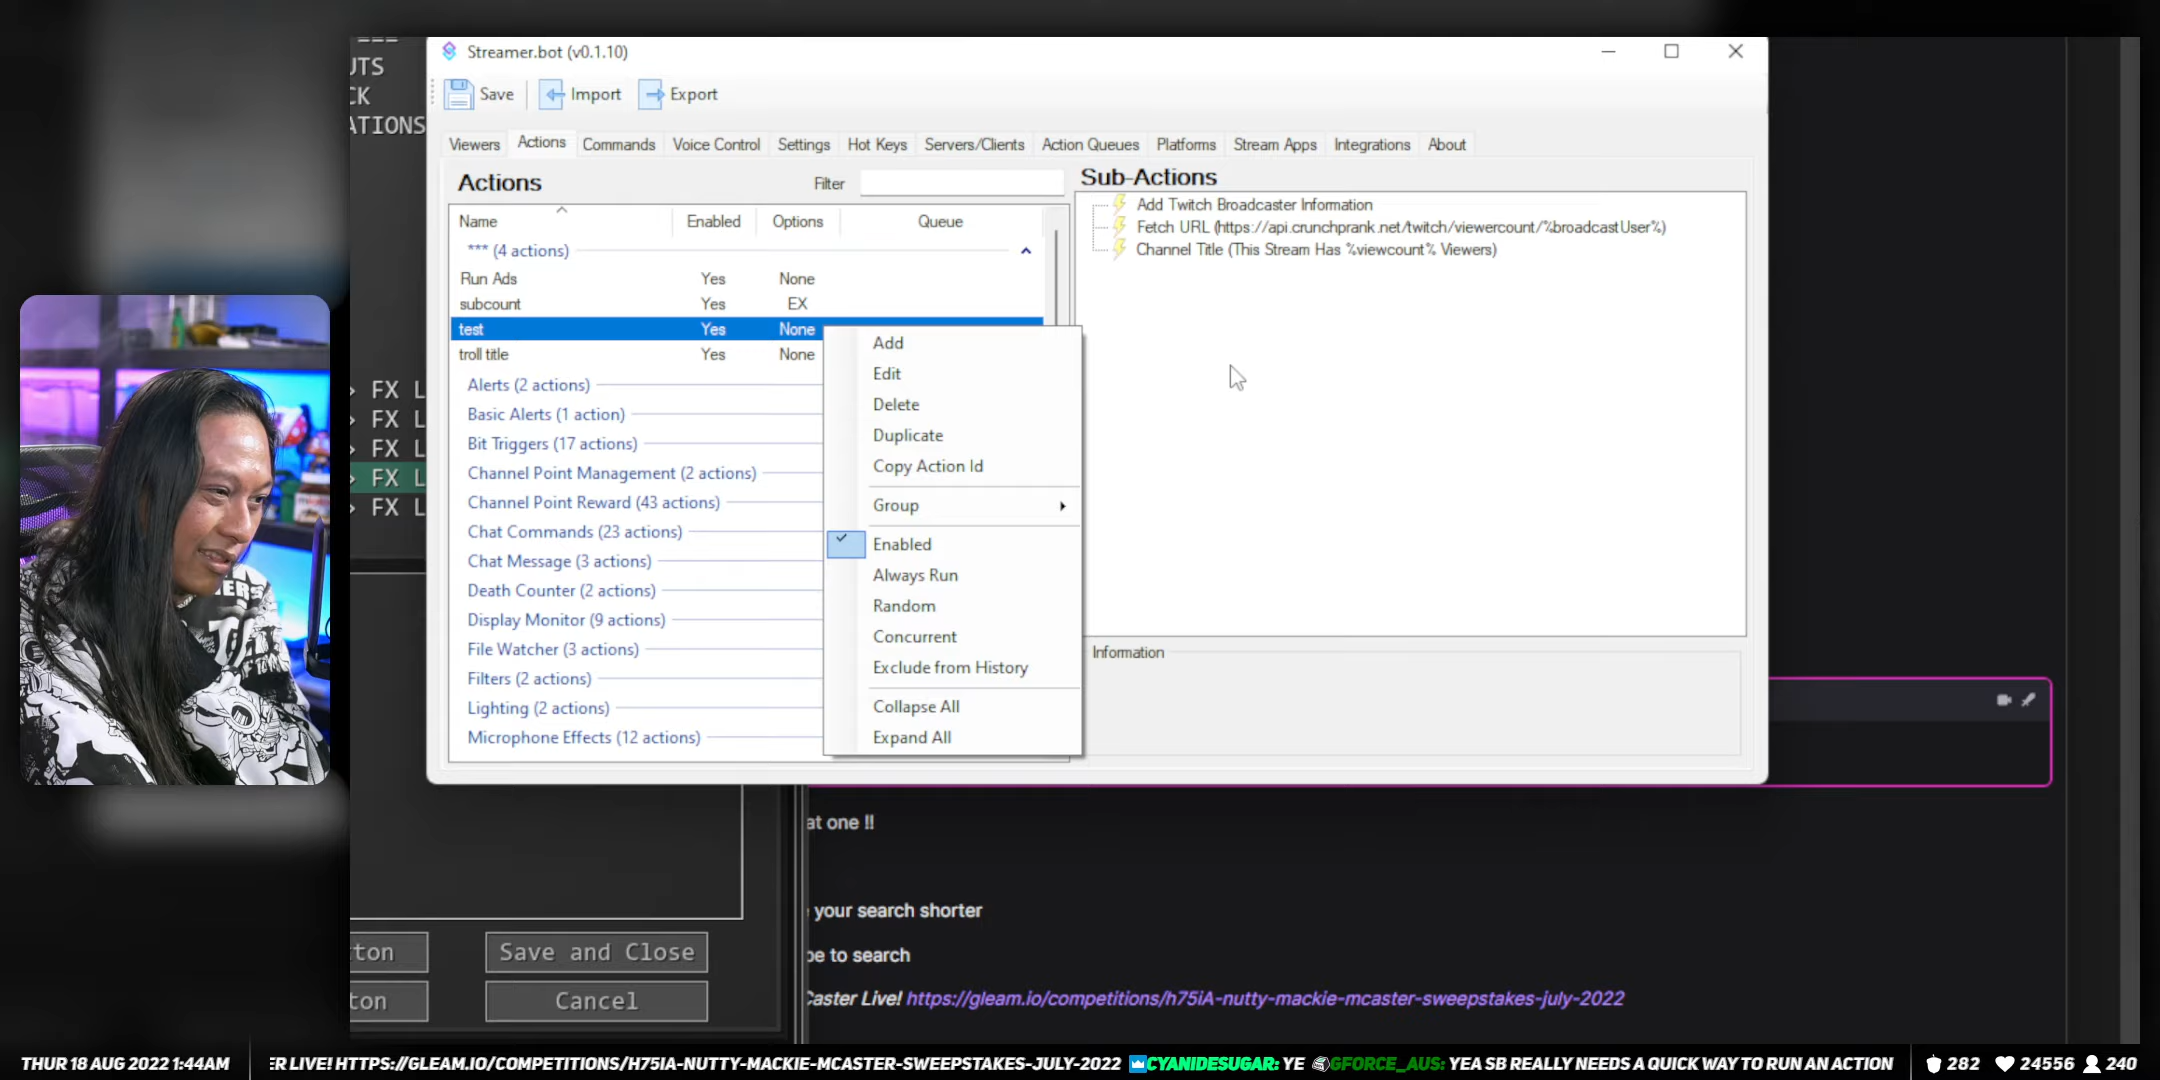 UTS
CK
ATIONS
FX L
FX L
FX L
FX L
FX L
Streamer.bot (v0.1.10)
Save
Import
Export
Viewers
Actions
Commands
Voice Control
Settings
Hot Keys
Servers/Clients
Action Queues
Platforms
Stream Apps
Integrations
About
Actions
Filter
Name
Enabled
Options
Queue
*** (4 actions)
Run Ads Yes None
subcount Yes EX
test Yes None
troll title Yes None
Alerts (2 actions)
Basic Alerts (1 action)
Bit Triggers (17 actions)
Channel Point Management (2 actions)
Channel Point Reward (43 actions)
Chat Commands (23 actions)
Chat Message (3 actions)
Death Counter (2 actions)
Display Monitor (9 actions)
File Watcher (3 actions)
Filters (2 actions)
Lighting (2 actions)
Microphone Effects (12 actions)
Add
Edit
Delete
Duplicate
Copy Action Id
Group
Enabled
Always Run
Random
Concurrent
Exclude from History
Collapse All
Expand All
Sub-Actions
Add Twitch Broadcaster Information
Fetch URL (https://api.crunchprank.net/twitch/viewercount/%broadcastUser%)
Channel Title (This Stream Has %viewcount% Viewers)
Information
at one !!
your search shorter
pe to search
Caster Live! https://gleam.io/competitions/h75iA-nutty-mackie-mcaster-sweepstakes-july-2022
tton
Save and Close
ton
Cancel
THUR 18 AUG 2022 1:44AM
ER LIVE! HTTPS://GLEAM.IO/COMPETITIONS/H75IA-NUTTY-MACKIE-MCASTER-SWEEPSTAKES-JULY-2022 CYANIDESUGAR: YE GFORCE_AUS: YEA SB REALLY NEEDS A QUICK WAY TO RUN AN ACTION
282 24556 240